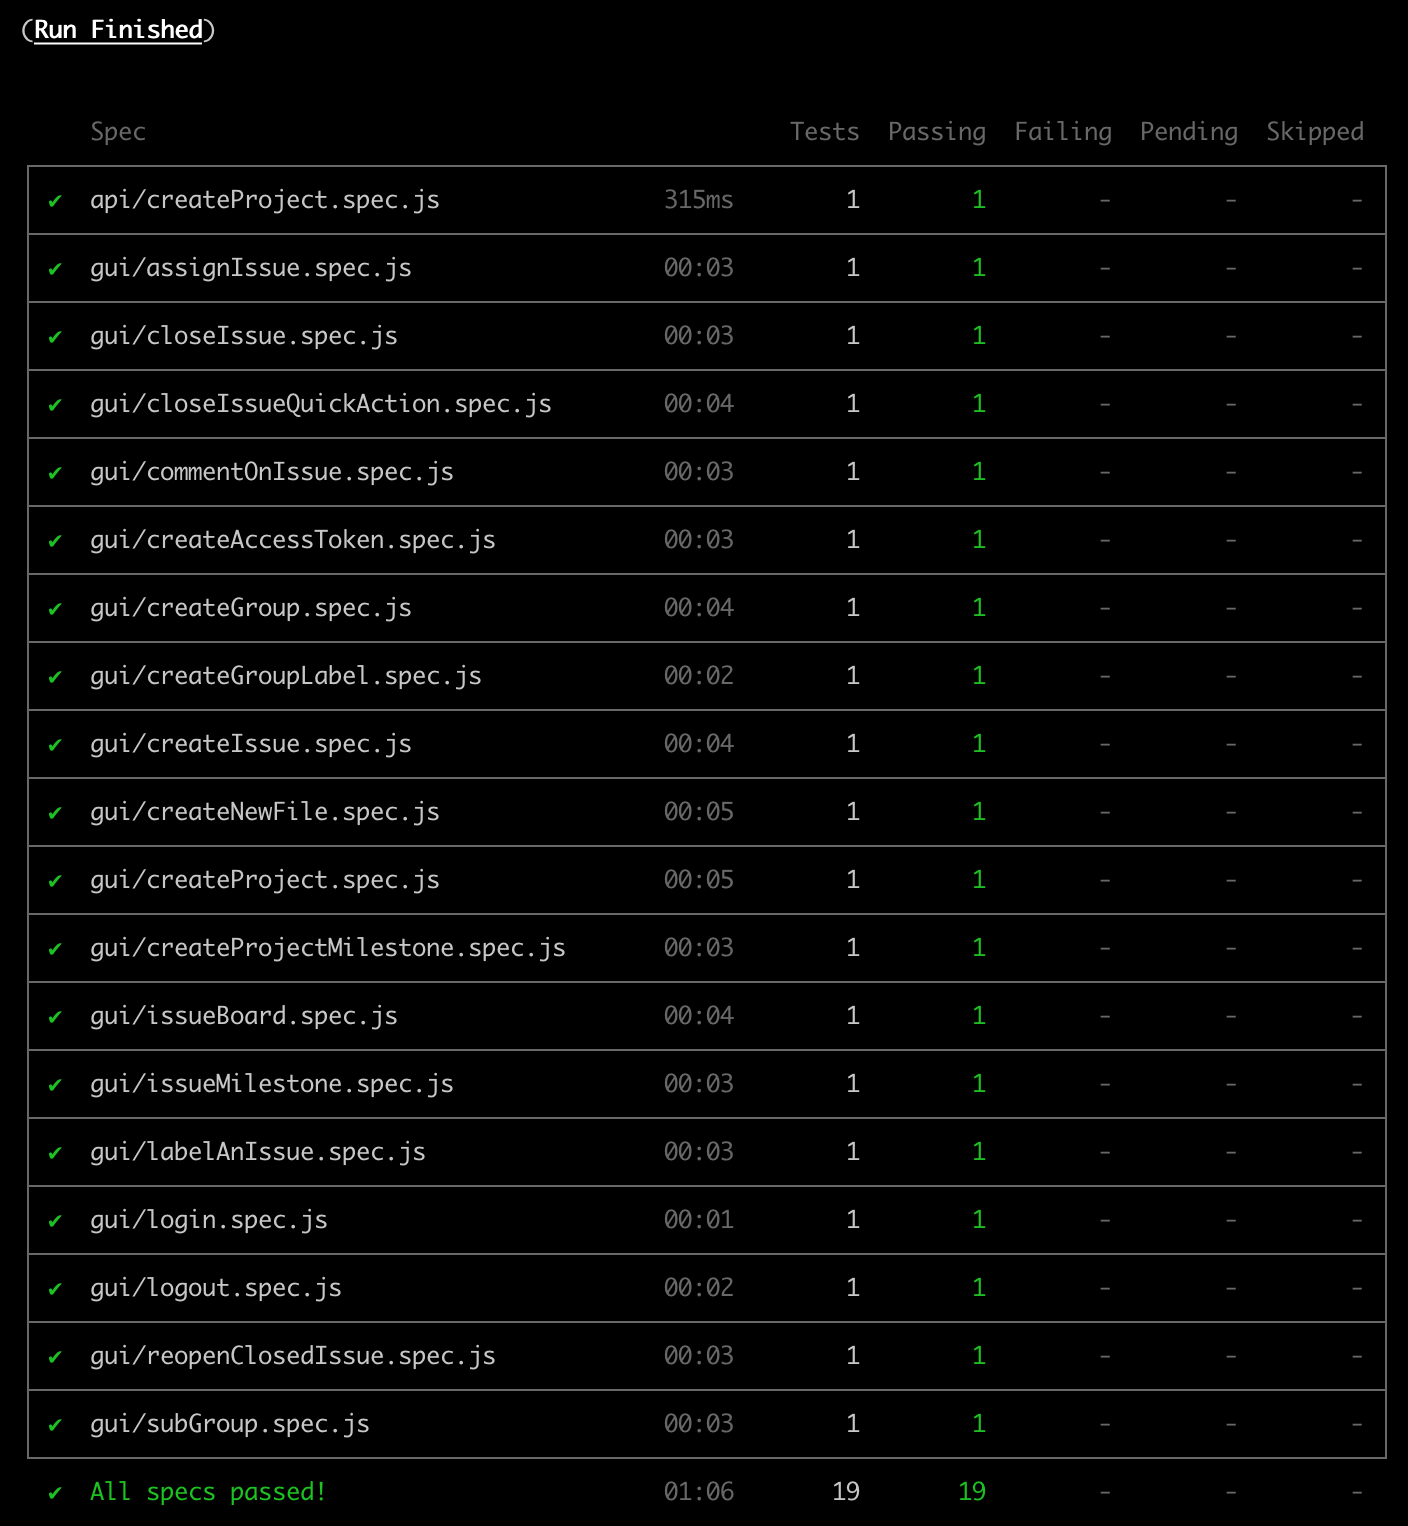 (Run Finished)
Spec Tests Passing Failing Pending Skipped
✔ api/createProject.spec.js 315ms 1 1 - - -
✔ gui/assignIssue.spec.js 00:03 1 1 - - -
✔ gui/closeIssue.spec.js 00:03 1 1 - - -
✔ gui/closeIssueQuickAction.spec.js 00:04 1 1 - - -
✔ gui/commentOnIssue.spec.js 00:03 1 1 - - -
✔ gui/createAccessToken.spec.js 00:03 1 1 - - -
✔ gui/createGroup.spec.js 00:04 1 1 - - -
✔ gui/createGroupLabel.spec.js 00:02 1 1 - - -
✔ gui/createIssue.spec.js 00:04 1 1 - - -
✔ gui/createNewFile.spec.js 00:05 1 1 - - -
✔ gui/createProject.spec.js 00:05 1 1 - - -
✔ gui/createProjectMilestone.spec.js 00:03 1 1 - - -
✔ gui/issueBoard.spec.js 00:04 1 1 - - -
✔ gui/issueMilestone.spec.js 00:03 1 1 - - -
✔ gui/labelAnIssue.spec.js 00:03 1 1 - - -
✔ gui/login.spec.js 00:01 1 1 - - -
✔ gui/logout.spec.js 00:02 1 1 - - -
✔ gui/reopenClosedIssue.spec.js 00:03 1 1 - - -
✔ gui/subGroup.spec.js 00:03 1 1 - - -
✔ All specs passed! 01:06 19 19 - - -